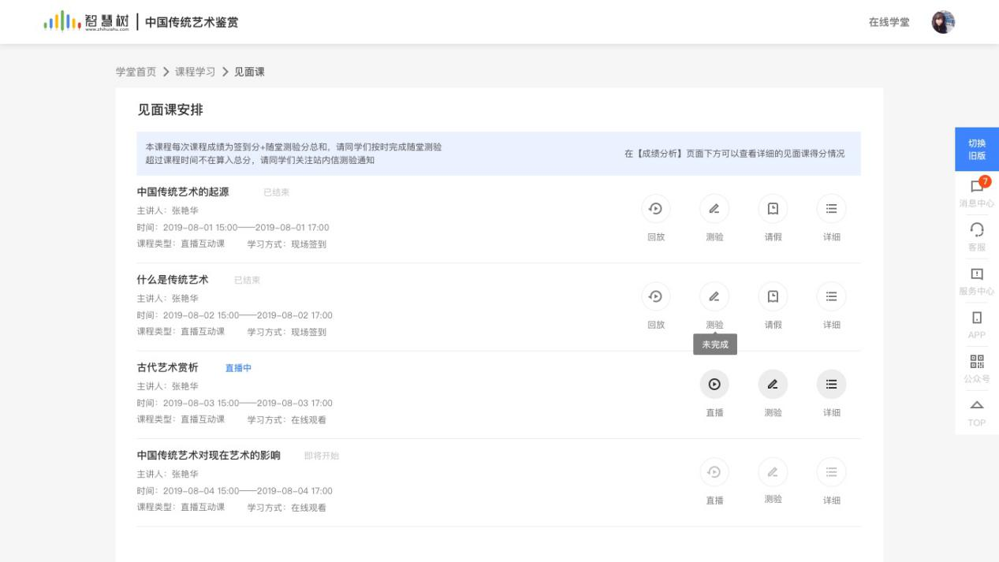 智慧树
www.zhihuishu.com
中国传统艺术鉴赏
在线学堂
学堂首页 > 课程学习 > 见面课
见面课安排
本课程每次课程成绩为签到分+随堂测验分总和，请同学们按时完成随堂测验
超过课程时间不在算入总分，请同学们关注站内信测验通知
在【成绩分析】页面下方可以查看详细的见面课得分情况
中国传统艺术的起源 已结束
主讲人：张艳华
时间：2019-08-01 15:00——2019-08-01 17:00
课程类型：直播互动课 学习方式：现场签到
回放 测验 请假 详细
什么是传统艺术 已结束
主讲人：张艳华
时间：2019-08-02 15:00——2019-08-02 17:00
课程类型：直播互动课 学习方式：现场签到
回放 测验 请假 详细
未完成
古代艺术赏析 直播中
主讲人：张艳华
时间：2019-08-03 15:00——2019-08-03 17:00
课程类型：直播互动课 学习方式：在线观看
直播 测验 详细
中国传统艺术对现在艺术的影响 即将开始
主讲人：张艳华
时间：2019-08-04 15:00——2019-08-04 17:00
课程类型：直播互动课 学习方式：在线观看
直播 测验 详细
切换
旧版
7
消息中心
客服
服务中心
APP
公众号
TOP